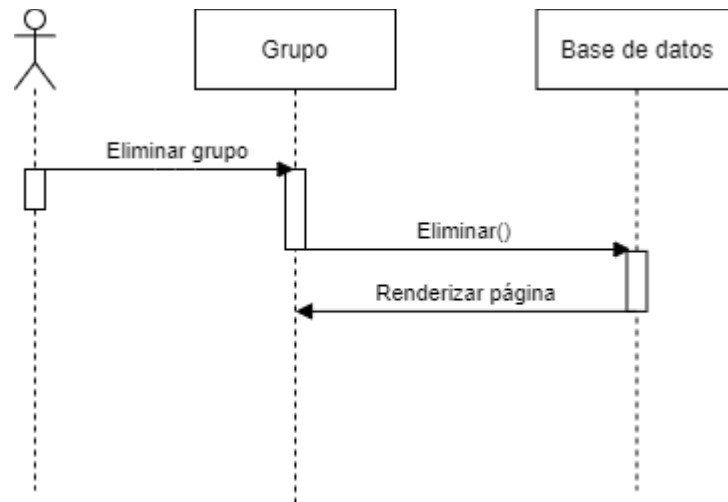 Grupo
Base de datos
Eliminar grupo
Eliminar()
Renderizar página